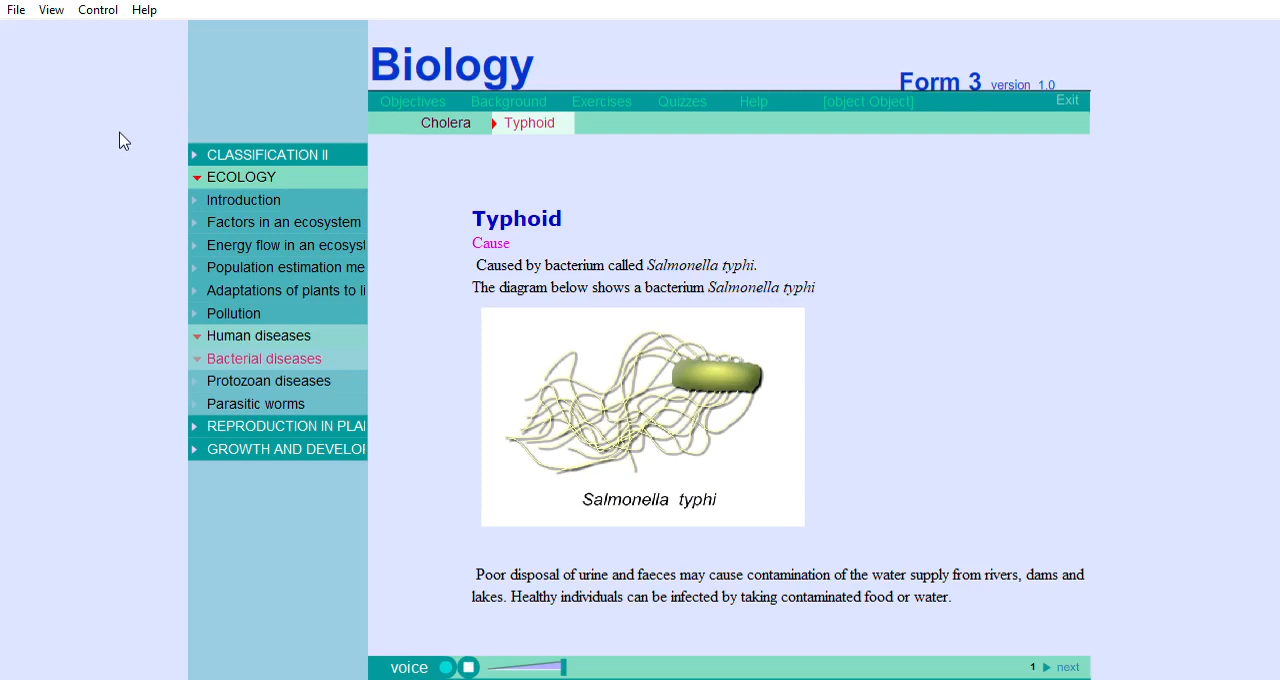 File View Control Help
Biology
Form 3 version 1.0
Objectives Background Exercises Quizzes Help [object Object] Exit
Cholera Typhoid
CLASSIFICATION II
ECOLOGY
Introduction
Factors in an ecosystem
Energy flow in an ecosyst
Population estimation me
Adaptations of plants to li
Pollution
Human diseases
Bacterial diseases
Protozoan diseases
Parasitic worms
REPRODUCTION IN PLAI
GROWTH AND DEVELOP
Typhoid
Cause
Caused by bacterium called Salmonella typhi.
The diagram below shows a bacterium Salmonella typhi
Salmonella typhi
Poor disposal of urine and faeces may cause contamination of the water supply from rivers, dams and
lakes. Healthy individuals can be infected by taking contaminated food or water.
voice 1 next